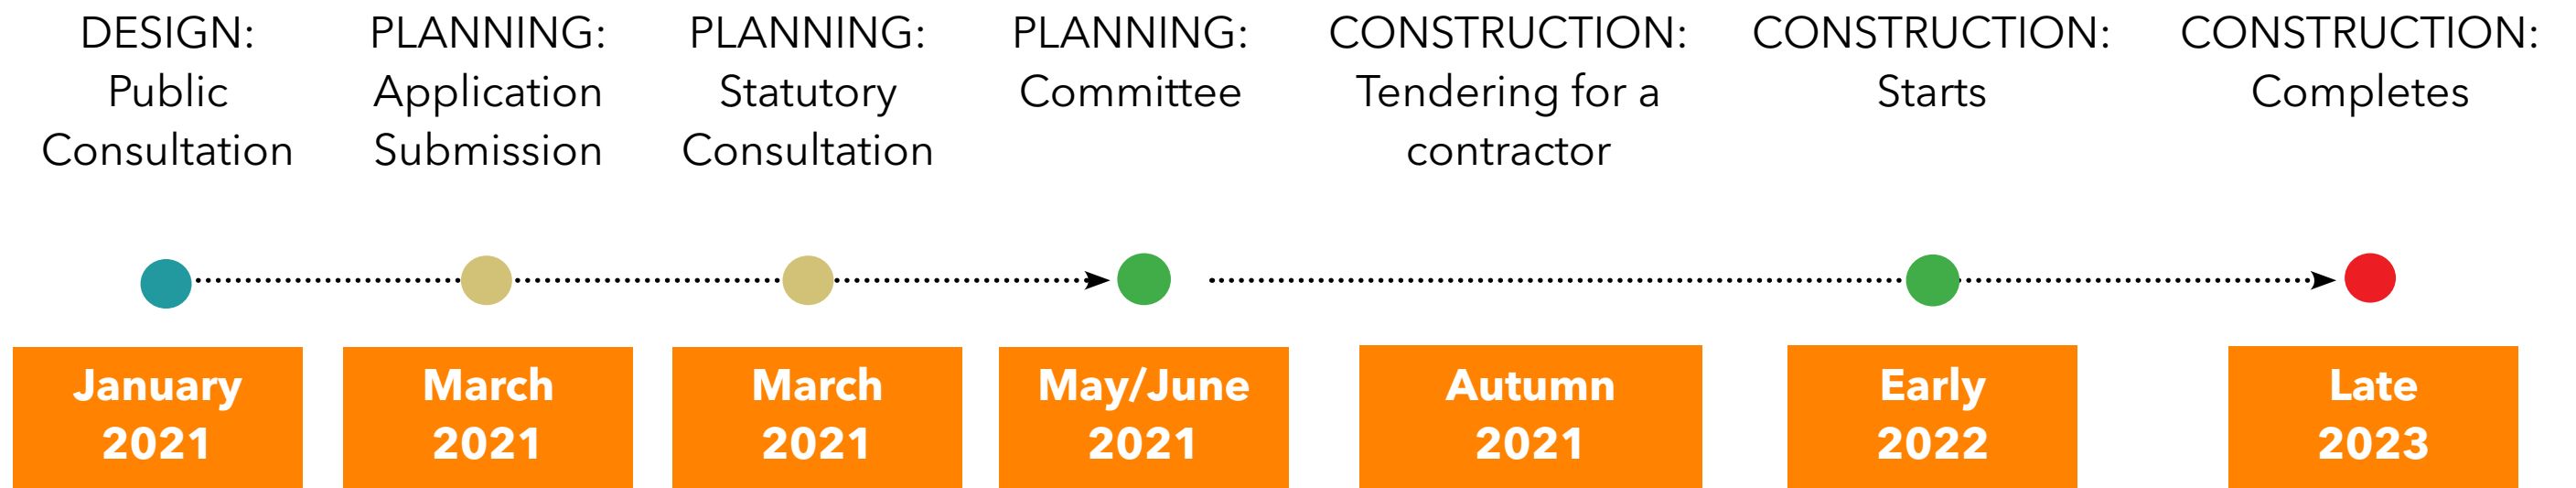 DESIGN:
Public
Consultation
PLANNING:
Application
Submission
PLANNING:
Statutory
Consultation
PLANNING:
Committee
CONSTRUCTION:
Tendering for a
contractor
CONSTRUCTION:
Starts
CONSTRUCTION:
Completes
January
2021
March
2021
March
2021
May/June
2021
Autumn
2021
Early
2022
Late
2023